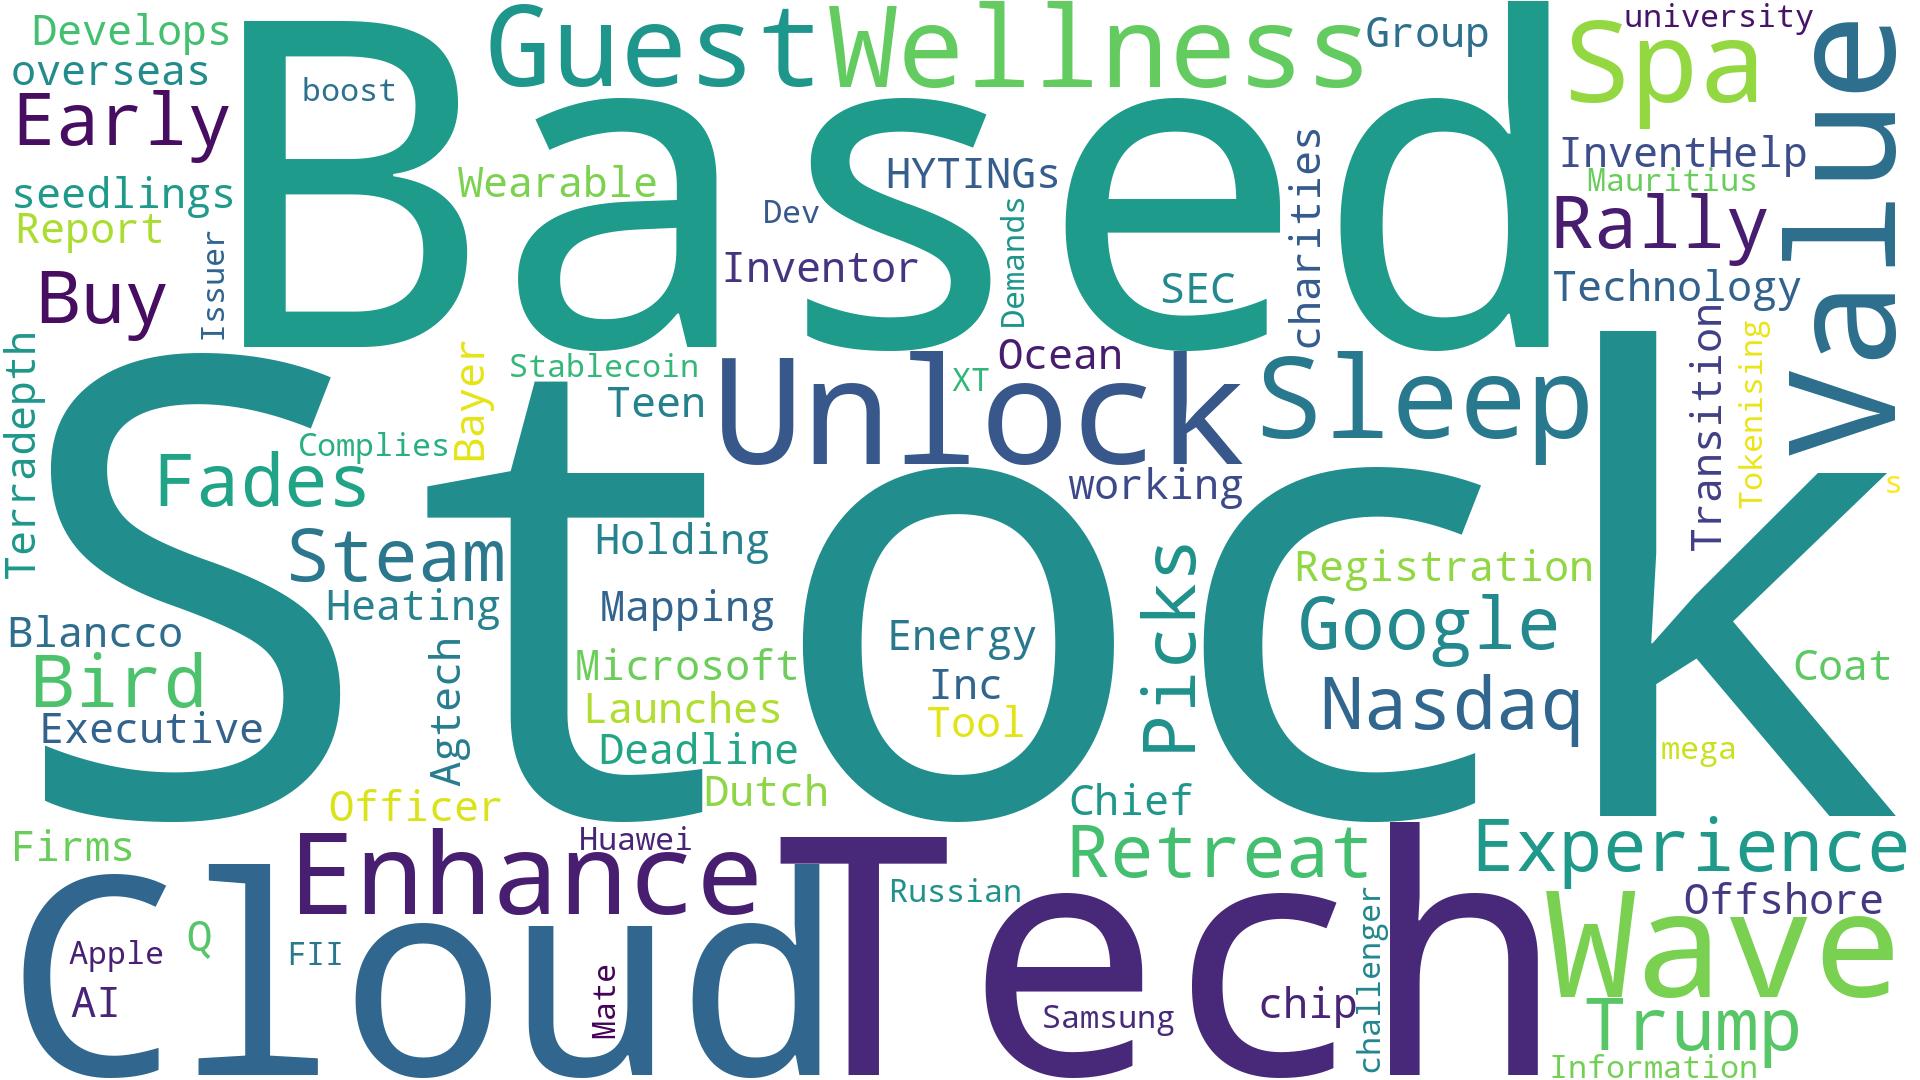 Develops
overseas
Early
seedlings
Report
Buy
Issuer
Based
boost
Guest
Wellness
Group
Spa
university
Value
Wearable
HYTINGs
Dev
Inventor
Demands
SEC
charities
InventHelp
Mauritius
Rally
Technology
Terradepth
Stock
Bayer
Stablecoin
Teen
Complies
Fades
Unlock
Ocean
XT
working
Sleep
Transition
Tokenising
s
Steam
Heating
Holding
Mapping
Energy
Inc
Tool
Picks
Registration
Google
Nasdaq
Coat
mega
Blancco
Bird
Executive
Agtech
Microsoft
Launches
Deadline
Dutch
Officer
Chief
Firms
Enhance
Huawei
Cloud
Tech
Retreat
Experience
Russian
Wave
Offshore
Apple
AI
Q
FII
Mate
Samsung
chip
challenger
Trump
Information